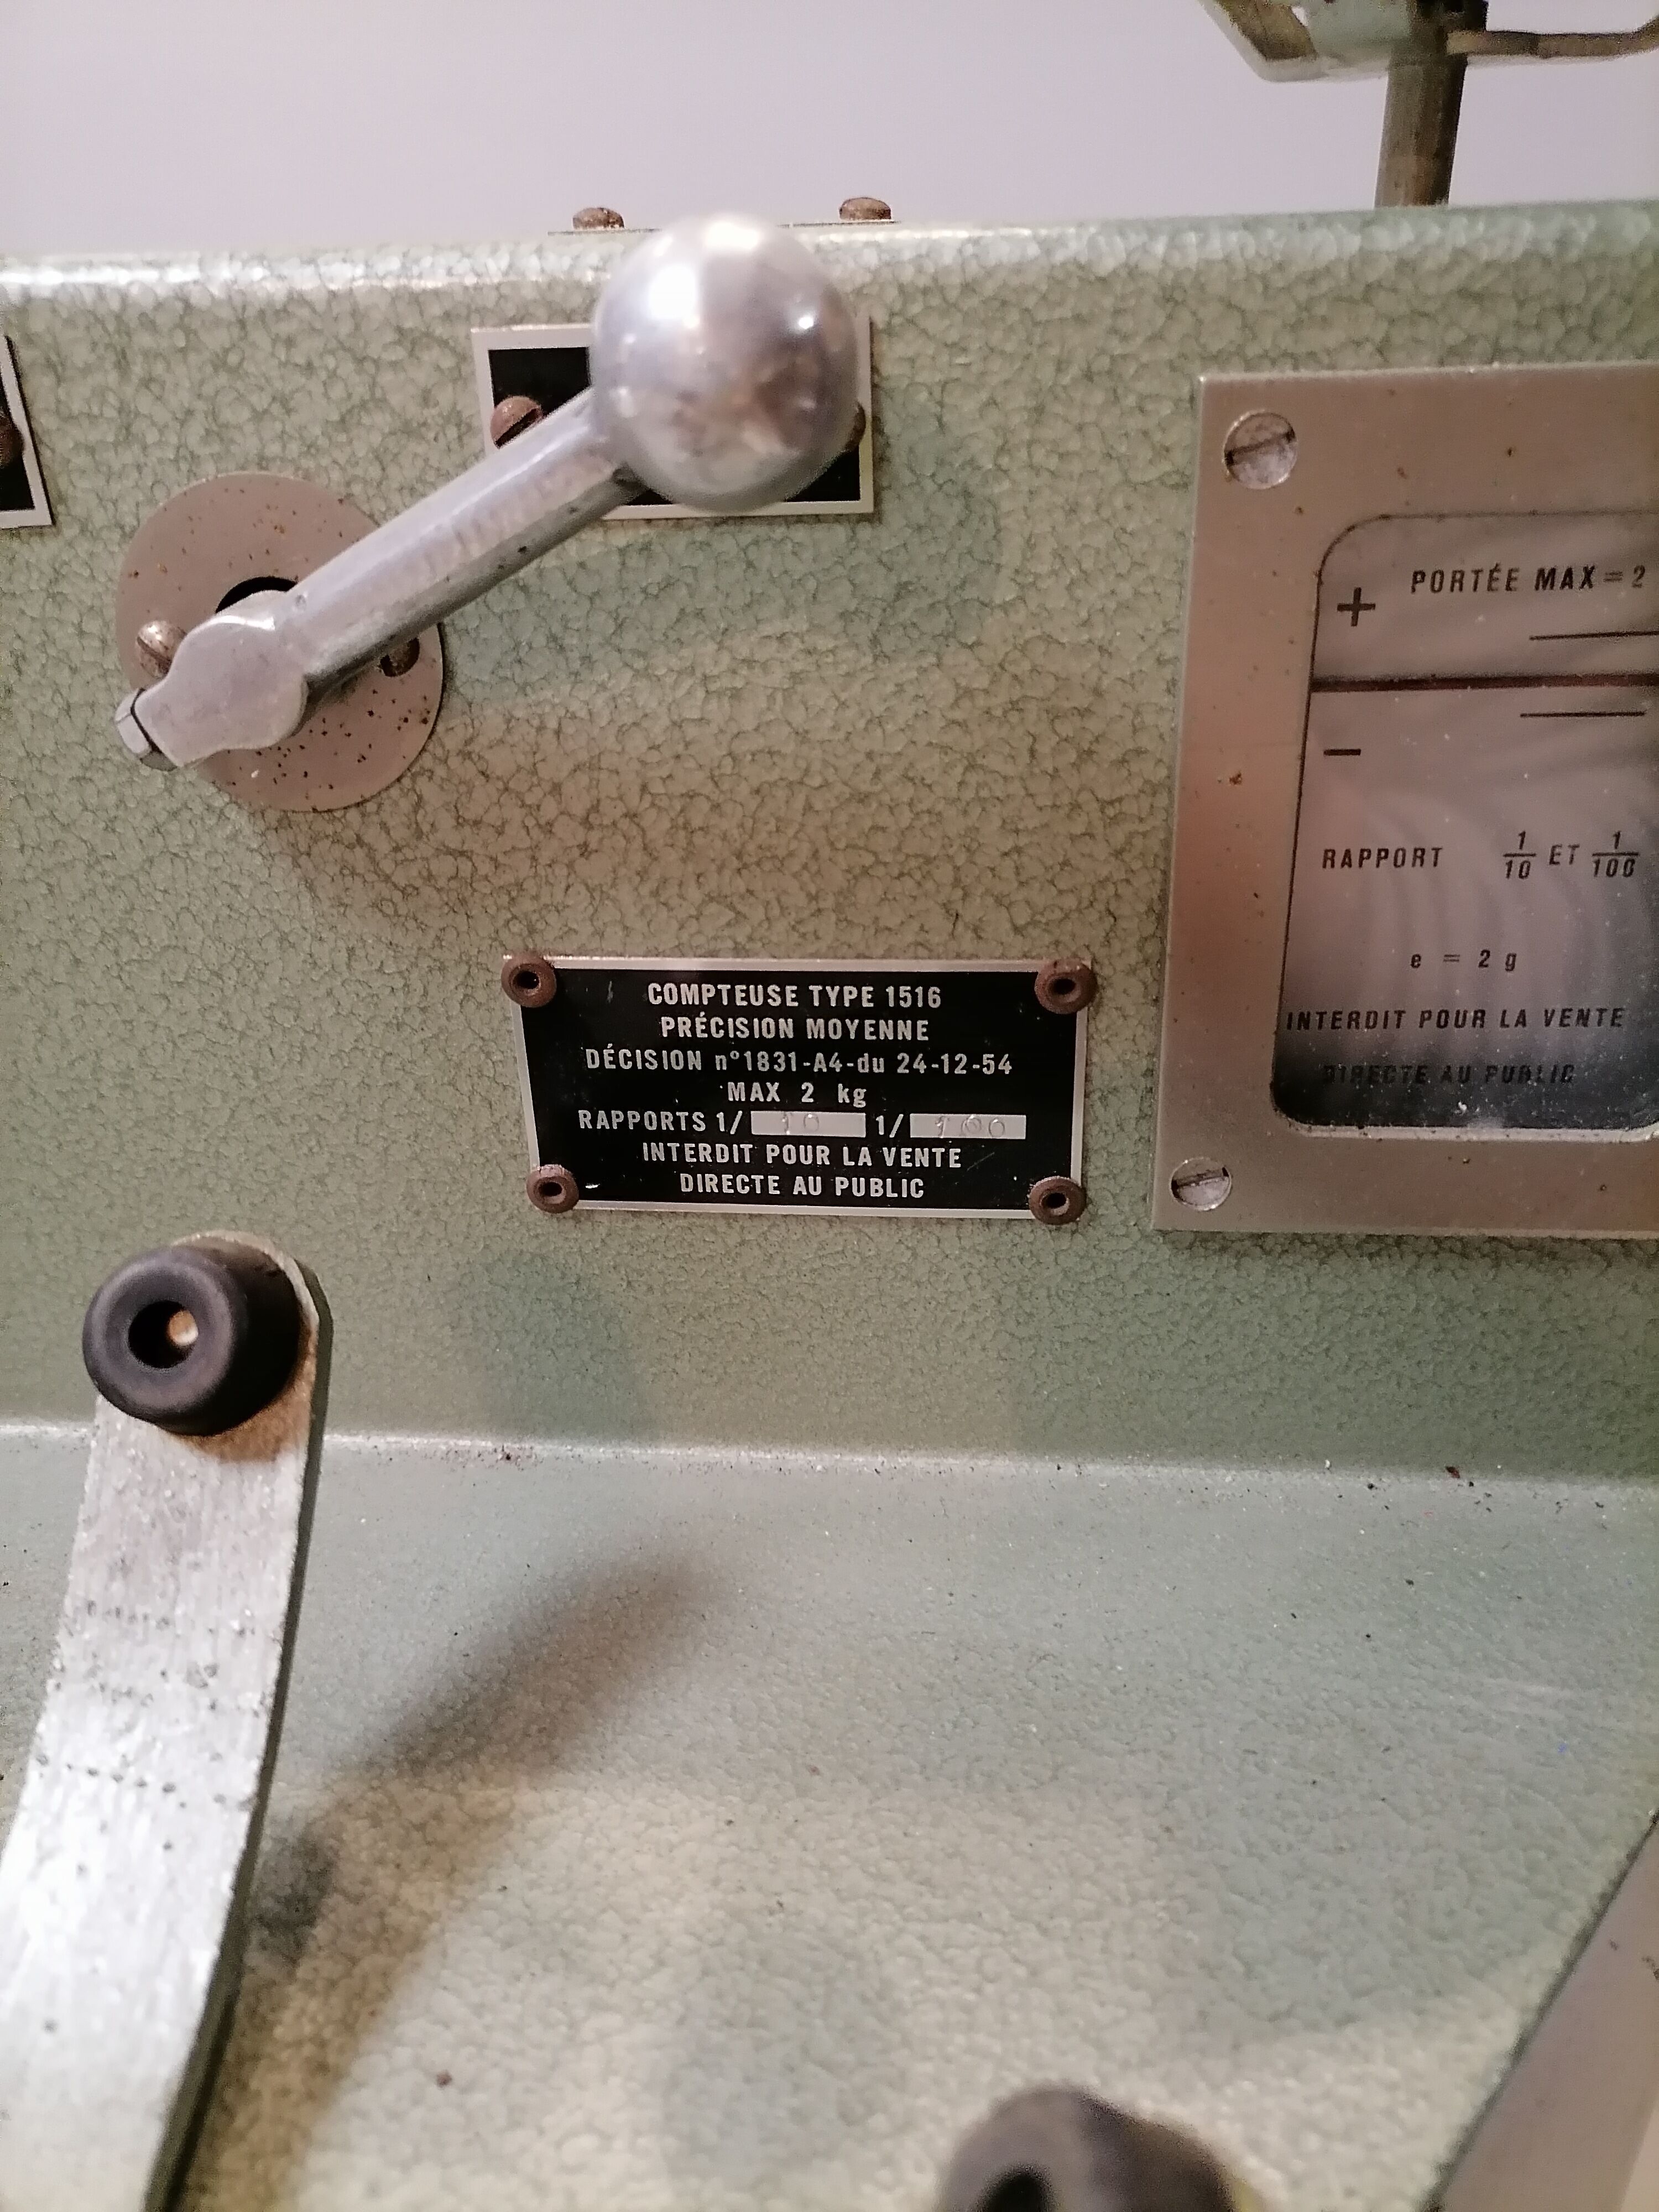 + PORTÉE MAX = 2
−
RAPPORT 1/10 ET 1/100
e = 2 g
INTERDIT POUR LA VENTE
DIRECTE AU PUBLIC
COMPTEUSE TYPE 1516
PRÉCISION MOYENNE
DÉCISION n°1831-A4-du 24-12-54
MAX 2 kg
RAPPORTS 1/ 10 1/ 100
INTERDIT POUR LA VENTE
DIRECTE AU PUBLIC